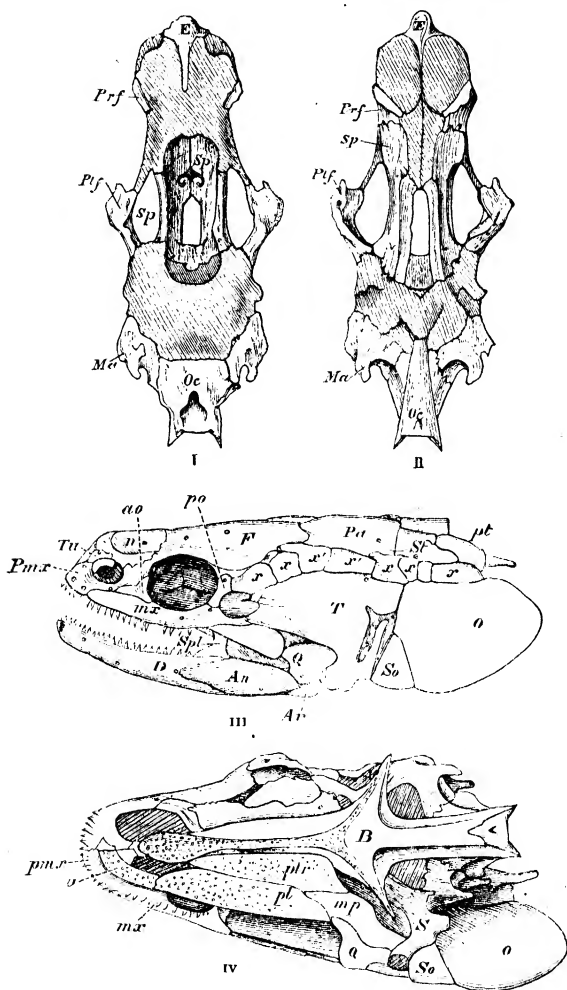 E
Prf
sp
Ptf
sp
Ma
Oc
I
E
Prf
sp
Ptf
Ma
Oc
II
ao
po
Tu
n
F
Pa
St
pt
Pmx
x
x
x'
x'
x
x
x
mx
T
O
Spl
D
An
Q
So
Ar
III
pmx
v
B
A
ptr
pl
mp
S
mx
Q
So
o
IV